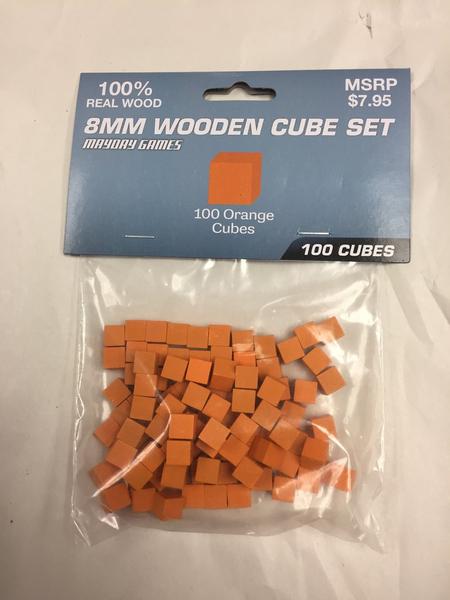 100%
REAL WOOD
MSRP
$7.95
8MM WOODEN CUBE SET
MAYDAY GAMES
100 Orange
Cubes
100 CUBES